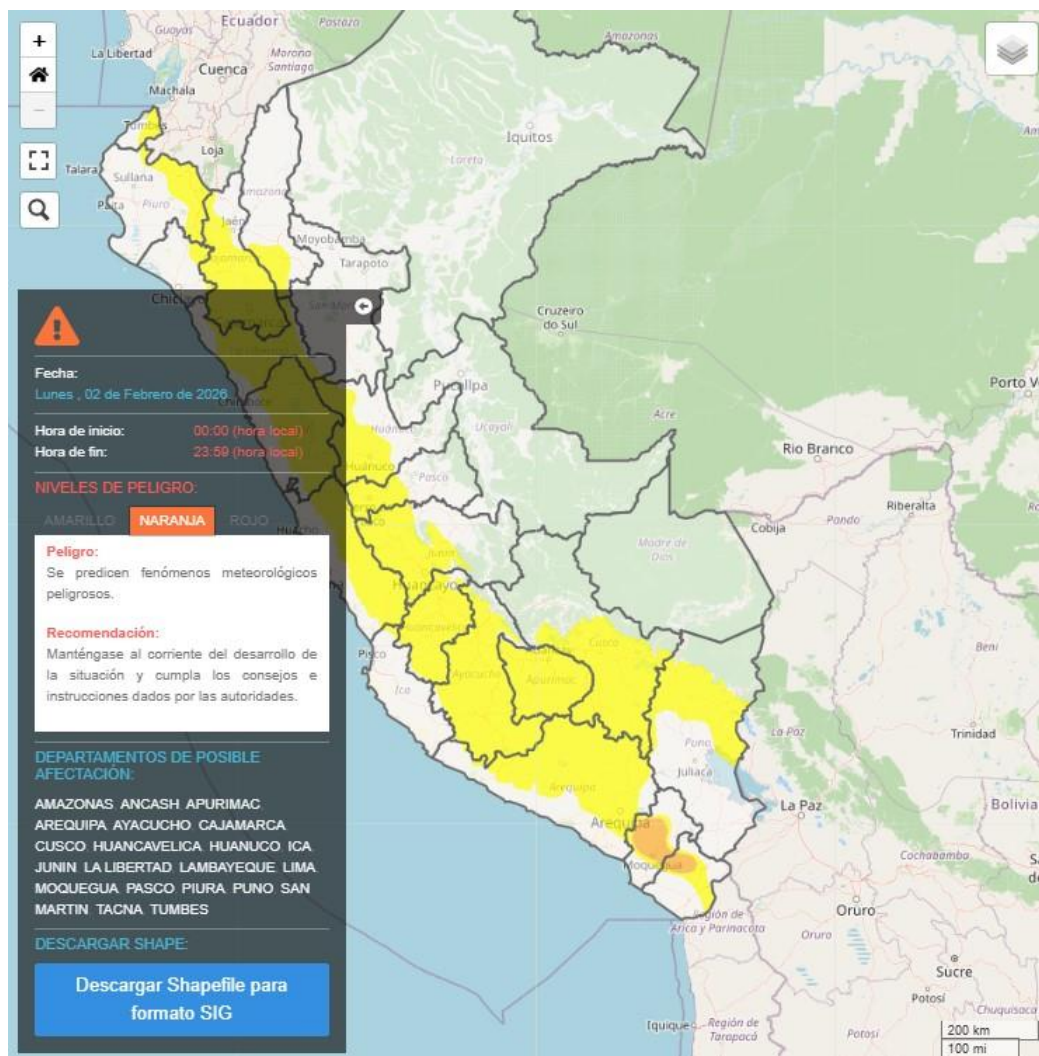 Ecuador
Pastaza
Guayas
Azuay
Amazonas
+
La Libertad
Morona
Santiago
Cuenca
Machala
Tumbes
Loja
Iquitos
Loreto
Talara
Sullana
Piura
Paita
Amazonas
Jaén
Moyobamba
Cajamarca
Tarapoto
Chiclayo
San Martín
Cruzeiro
do Sul
Fecha:
Lunes , 02 de Febrero de 2026
Chimbote
Pucallpa
Porto V
Hora de inicio: 00:00 (hora local)
Hora de fin: 23:59 (hora local)
Huánuco
Ucayali
Acre
Huánuco
Rio Branco
Pasco
NIVELES DE PELIGRO:
AMARILLO NARANJA ROJO
Huacho
Riberalta
Cobija
Pando
Junín
Madre de
Dios
Huancayo
Peligro:
Se predicen fenómenos meteorológicos
peligrosos.
Recomendación:
Manténgase al corriente del desarrollo de
la situación y cumpla los consejos e
instrucciones dados por las autoridades.
Huancavelica
Cusco
Beni
Pisco
Ayacucho
Apurímac
Ica
La Paz
Trinidad
Puno
Juliaca
Arequipa
Arequipa
La Paz
Bolivia
Moquegua
Cochabamba
DEPARTAMENTOS DE POSIBLE
AFECTACIÓN:
AMAZONAS ANCASH APURIMAC
AREQUIPA AYACUCHO CAJAMARCA
CUSCO HUANCAVELICA HUANUCO ICA
JUNIN LA LIBERTAD LAMBAYEQUE LIMA
MOQUEGUA PASCO PIURA PUNO SAN
MARTIN TACNA TUMBES
Región de
Arica y Parinacota
Oruro
Oruro
DESCARGAR SHAPE:
Descargar Shapefile para
formato SIG
Sucre
Potosí
Chuquisaca
Iquique
Región de
Tarapacá
Potosí
200 km
100 mi